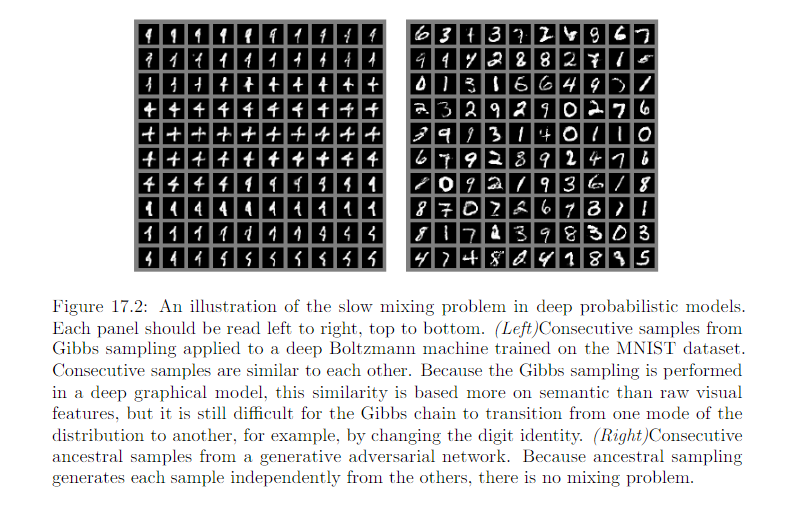 Figure 17.2: An illustration of the slow mixing problem in deep probabilistic models.
Each panel should be read left to right, top to bottom. (Left)Consecutive samples from
Gibbs sampling applied to a deep Boltzmann machine trained on the MNIST dataset.
Consecutive samples are similar to each other. Because the Gibbs sampling is performed
in a deep graphical model, this similarity is based more on semantic than raw visual
features, but it is still difficult for the Gibbs chain to transition from one mode of the
distribution to another, for example, by changing the digit identity. (Right)Consecutive
ancestral samples from a generative adversarial network. Because ancestral sampling
generates each sample independently from the others, there is no mixing problem.